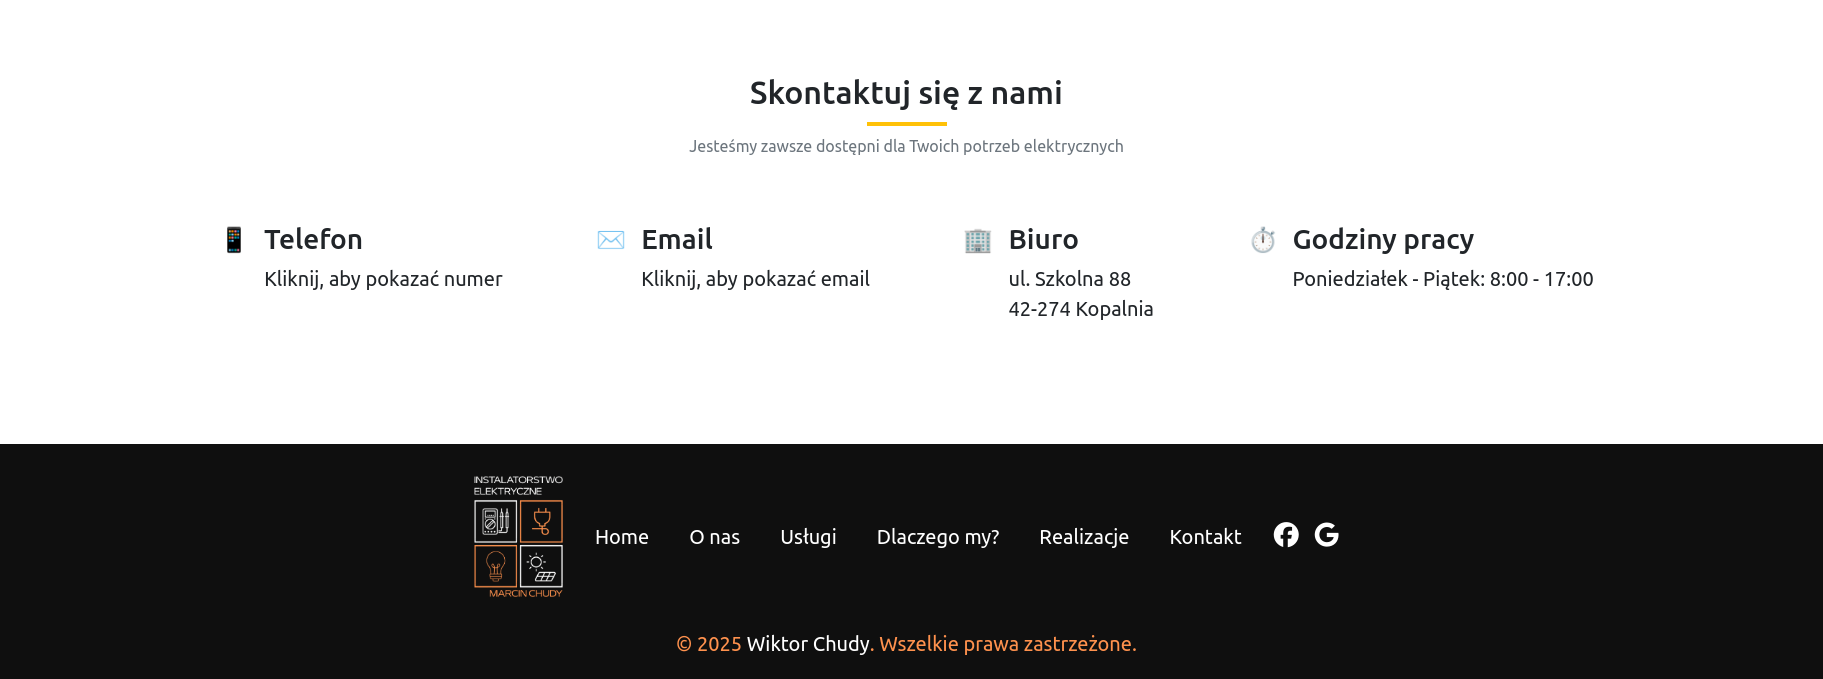 Skontaktuj się z nami
Jesteśmy zawsze dostępni dla Twoich potrzeb elektrycznych
Telefon
Kliknij, aby pokazać numer
Email
Kliknij, aby pokazać email
Biuro
ul. Szkolna 88
42-274 Kopalnia
Godziny pracy
Poniedziałek - Piątek: 8:00 - 17:00
INSTALATORSTWO
ELEKTRYCZNE
MARCIN CHUDY
Home O nas Usługi Dlaczego my? Realizacje Kontakt
© 2025 Wiktor Chudy. Wszelkie prawa zastrzeżone.